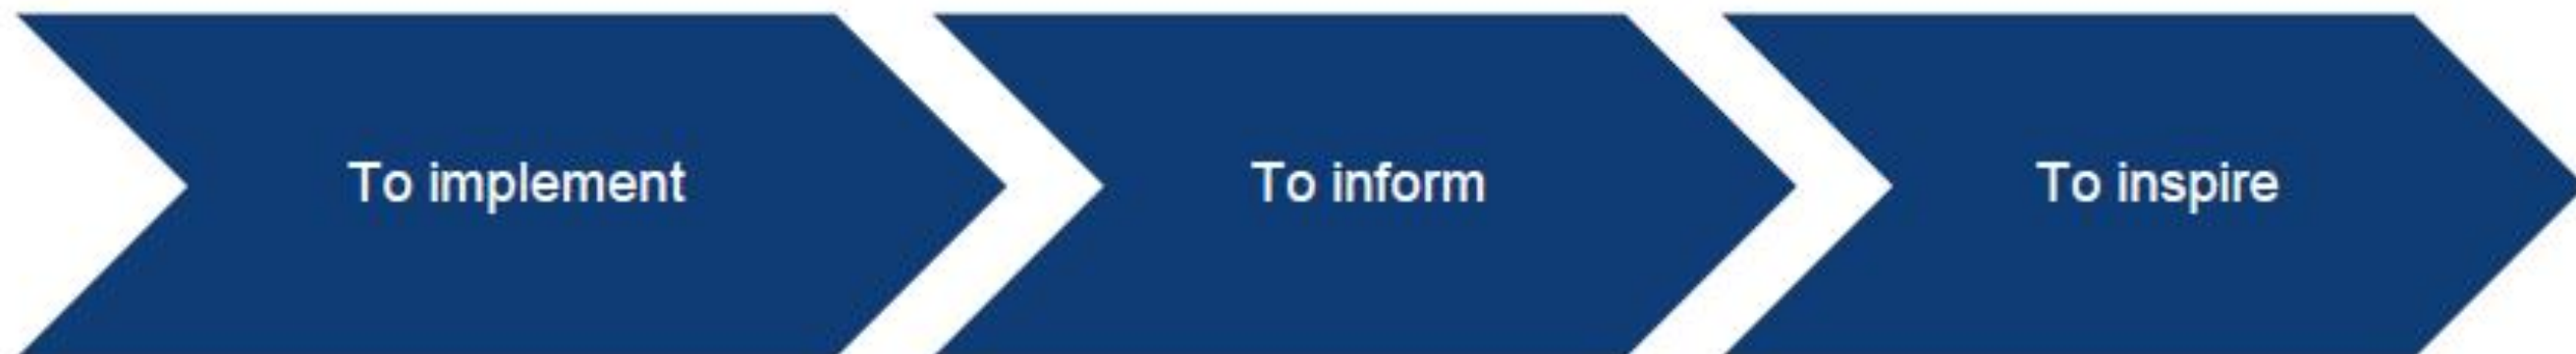 To implement
To inform
To inspire